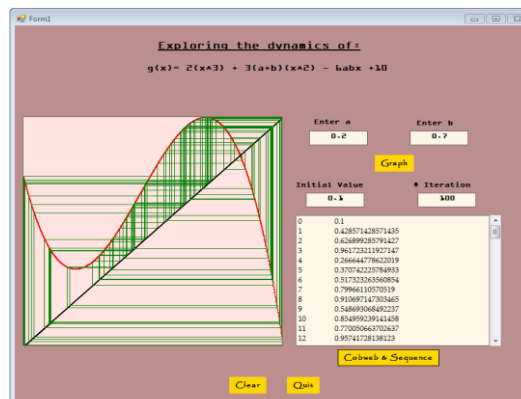 Form1
Exploring the dynamics of:
g(x)= 2(x^3) + 3(a+b)(x^2) - 6abx +10
Enter a
Enter b
0.2
0.7
Graph
Initial Value
# Iteration
0.1
100
0 0.1
1 0.428571428571435
2 0.626899285791427
3 0.961723211927147
4 0.266644778622019
5 0.370742225784933
6 0.517323263560854
7 0.79966110570519
8 0.910697147303465
9 0.548693068492237
10 0.854959239141458
11 0.770050663702637
12 0.95741728138123
Cobweb & Sequence
Clear
Quit